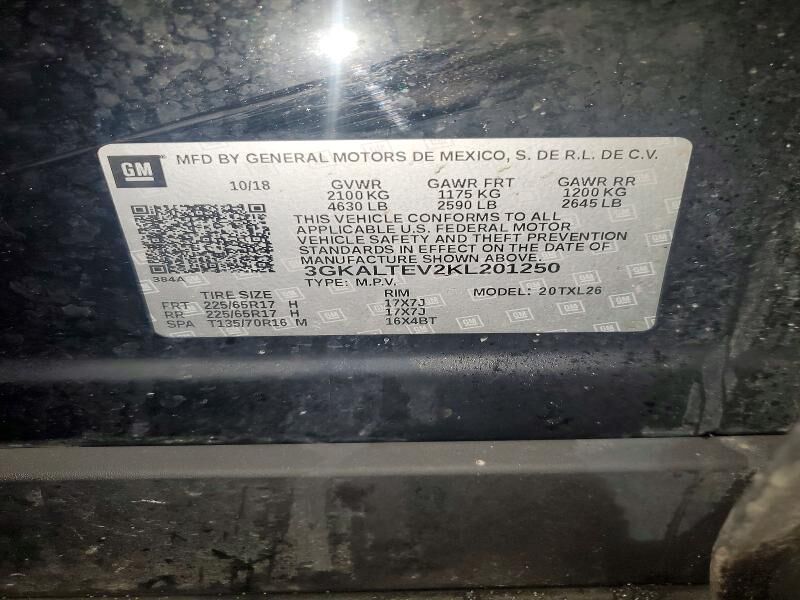 GM MFD BY GENERAL MOTORS DE MEXICO, S. DE R.L. DE C.V.
10/18 GVWR GAWR FRT GAWR RR
2100 KG 1175 KG 1200 KG
4630 LB 2590 LB 2645 LB
THIS VEHICLE CONFORMS TO ALL
APPLICABLE U.S. FEDERAL MOTOR
VEHICLE SAFETY AND THEFT PREVENTION
STANDARDS IN EFFECT ON THE DATE OF
MANUFACTURE SHOWN ABOVE.
384A 3GKALTEV2KL201250
TYPE: M.P.V. MODEL: 20TXL26
TIRE SIZE RIM
FRT 225/65R17 H 17X7J
RR 225/65R17 H 17X7J
SPA T135/70R16 M 16X4BT